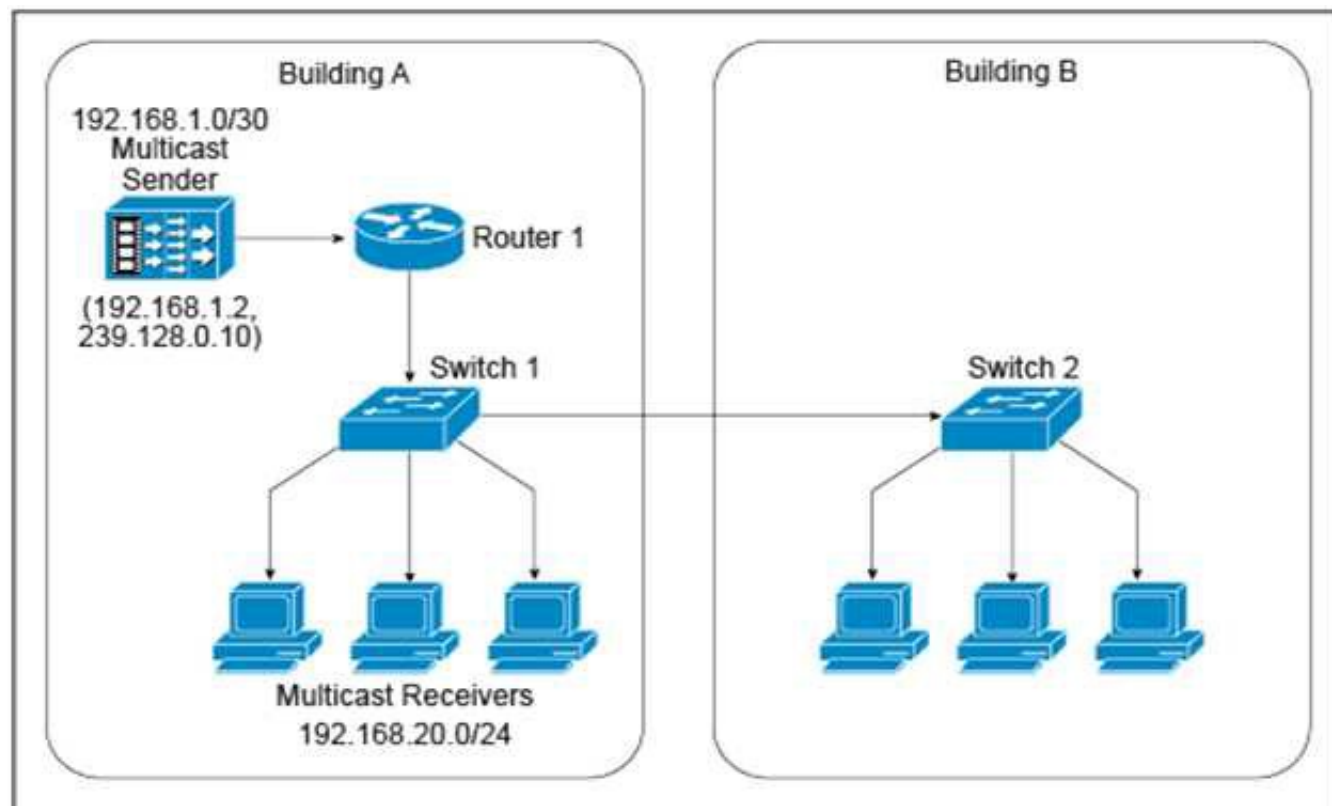 Building A
Building B
192.168.1.0/30
Multicast
Sender
Router 1
(192.168.1.2,
239.128.0.10)
Switch 1
Switch 2
Multicast Receivers
192.168.20.0/24